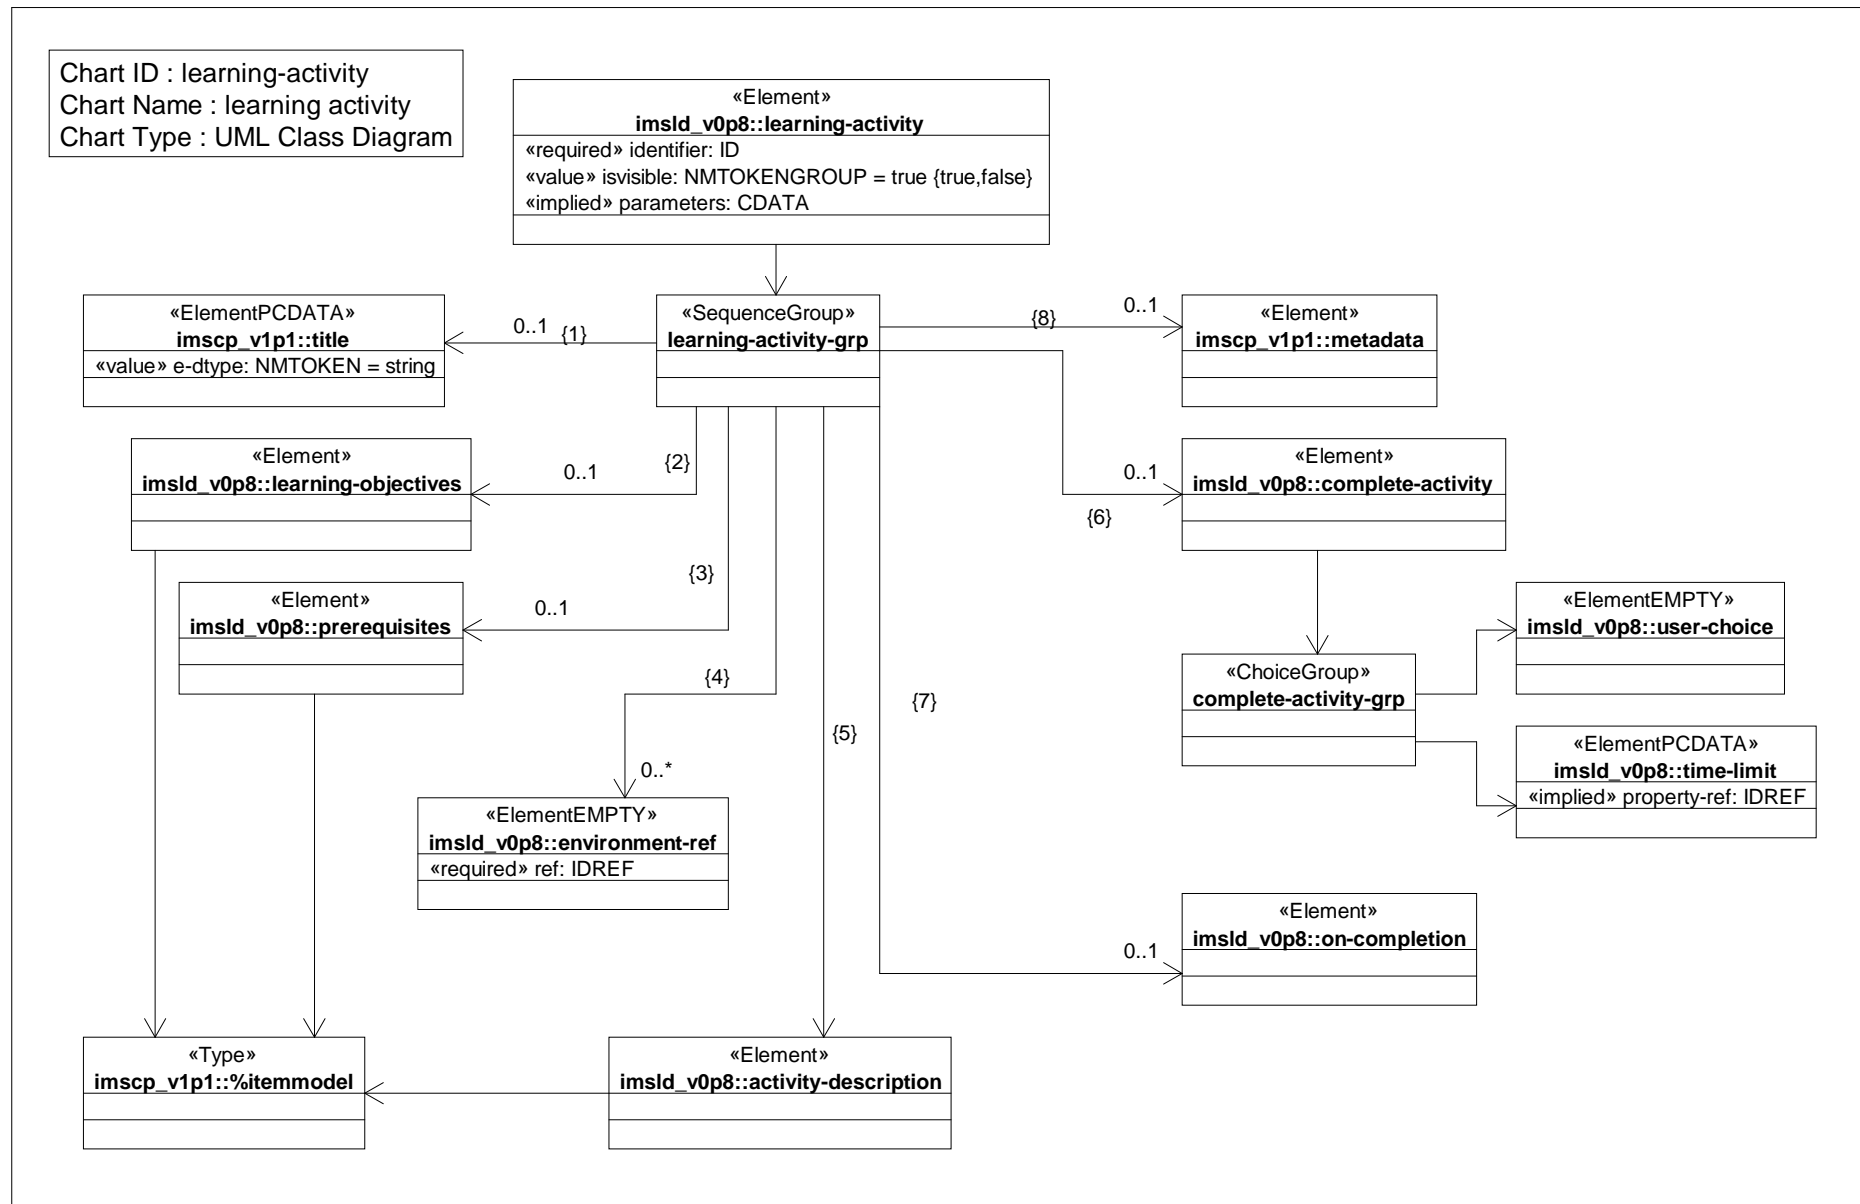 Chart ID : learning-activity
Chart Name : learning activity
Chart Type : UML Class Diagram
«Element»
imsld_v0p8::learning-activity
«required» identifier: ID
«value» isvisible: NMTOKENGROUP = true {true,false}
«implied» parameters: CDATA
«ElementPCDATA»
imscp_v1p1::title
«value» e-dtype: NMTOKEN = string
0..1
{1}
«SequenceGroup»
learning-activity-grp
{8}
0..1
«Element»
imscp_v1p1::metadata
«Element»
imsld_v0p8::learning-objectives
0..1
{2}
0..1
{6}
«Element»
imsld_v0p8::complete-activity
«Element»
imsld_v0p8::prerequisites
0..1
{3}
«ElementEMPTY»
imsld_v0p8::user-choice
«ChoiceGroup»
complete-activity-grp
{4}
{7}
{5}
«ElementPCDATA»
imsld_v0p8::time-limit
«implied» property-ref: IDREF
0..*
«ElementEMPTY»
imsld_v0p8::environment-ref
«required» ref: IDREF
0..1
«Element»
imsld_v0p8::on-completion
«Type»
imscp_v1p1::%itemmodel
«Element»
imsld_v0p8::activity-description